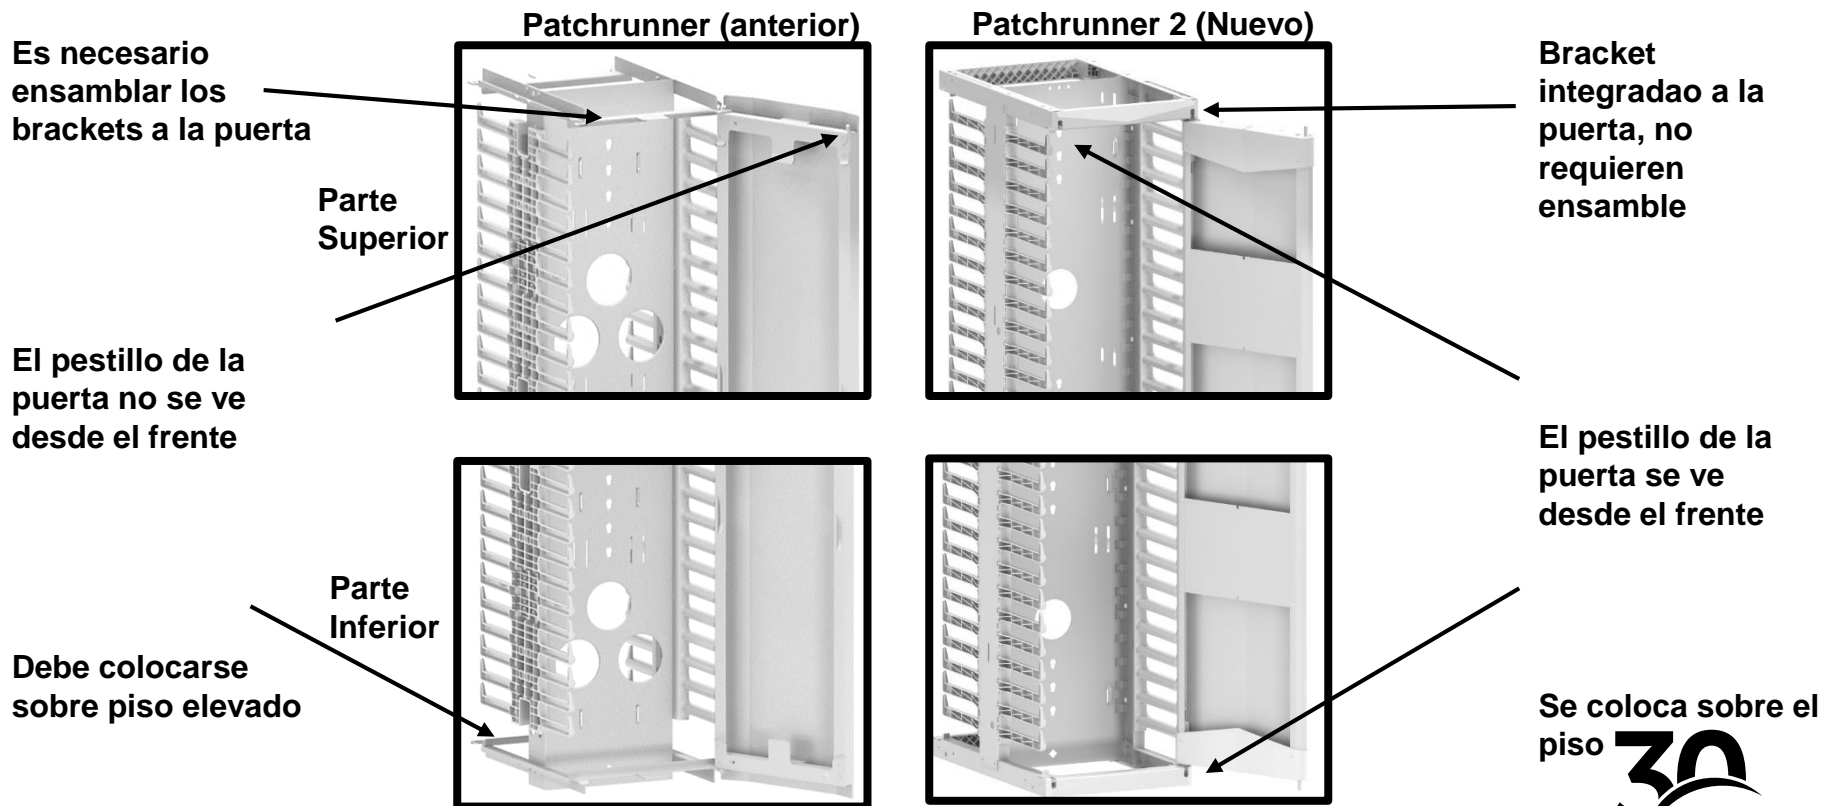 Patchrunner (anterior)
Patchrunner 2 (Nuevo)
Es necesario
ensamblar los
brackets a la puerta
Parte
Superior
El pestillo de la
puerta no se ve
desde el frente
Parte
Inferior
Debe colocarse
sobre piso elevado
Bracket
integradao a la
puerta, no
requieren
ensamble
El pestillo de la
puerta se ve
desde el frente
Se coloca sobre el
piso
30